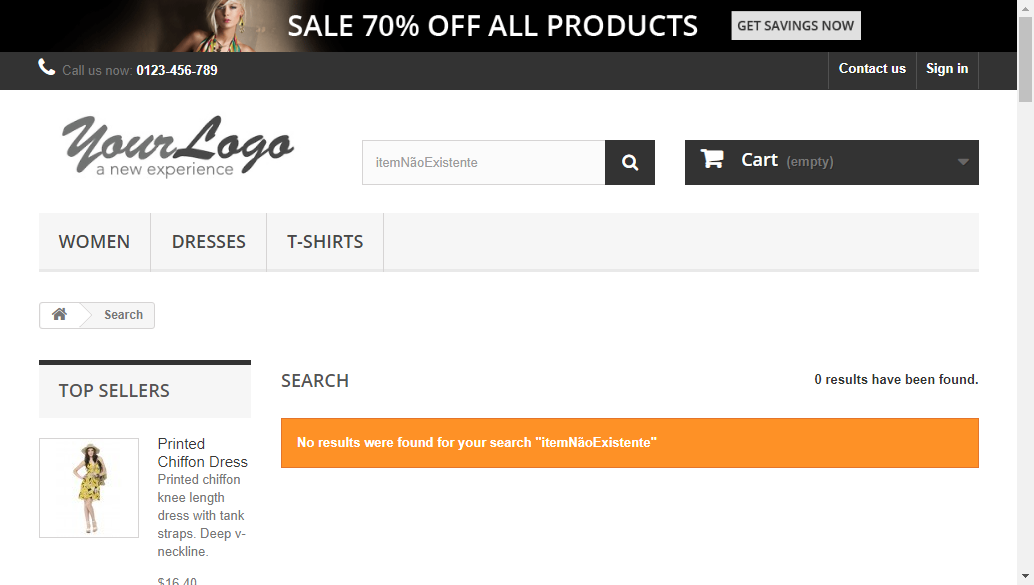 SALE 70% OFF ALL PRODUCTS
GET SAVINGS NOW
Call us now: 0123-456-789
Contact us
Sign in
YourLogo
a new experience
itemNãoExistente
Cart (empty)
WOMEN
DRESSES
T-SHIRTS
Search
TOP SELLERS
Printed
Chiffon Dress
Printed chiffon
knee length
dress with tank
straps. Deep v-
neckline.
$16.40
SEARCH
0 results have been found.
No results were found for your search "itemNãoExistente"